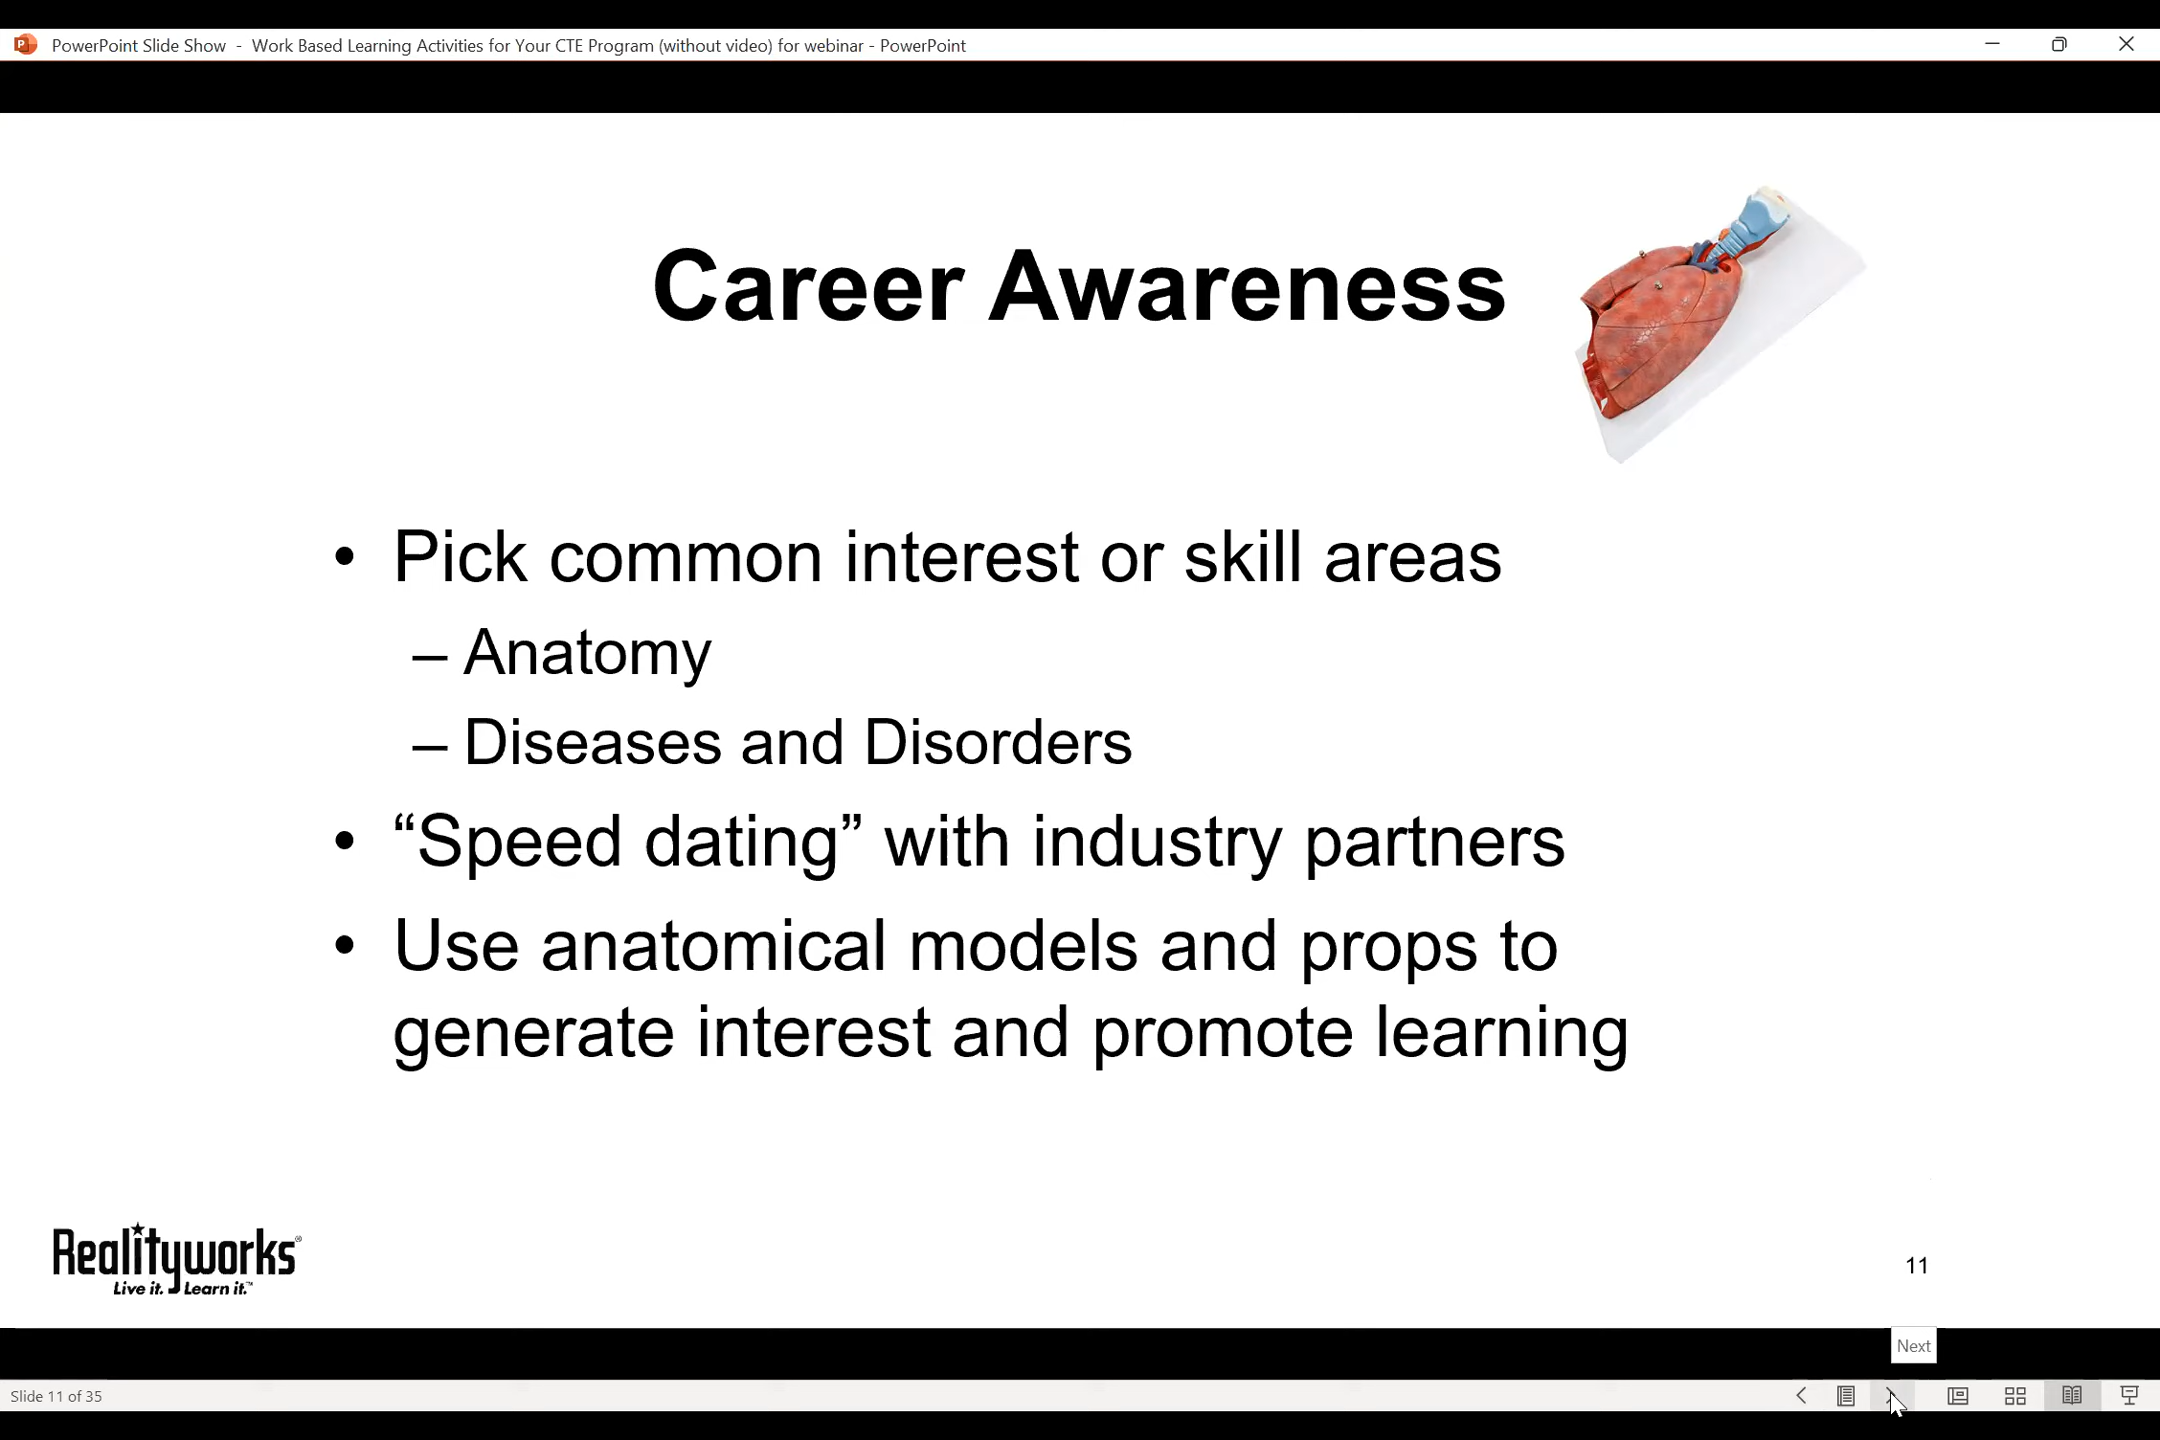 PowerPoint Slide Show - Work Based Learning Activities for Your CTE Program (without video) for webinar - PowerPoint
Career Awareness
• Pick common interest or skill areas
– Anatomy
– Diseases and Disorders
• “Speed dating” with industry partners
• Use anatomical models and props to
generate interest and promote learning
Realityworks®
Live it. Learn it.™
11
Next
Slide 11 of 35